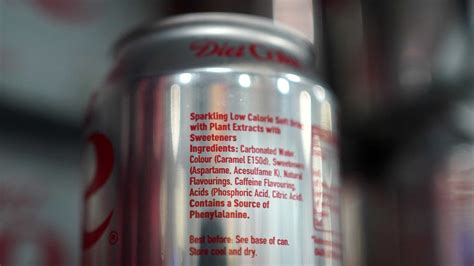 Diet Coke
Sparkling Low Calorie Soft Drink
with Plant Extracts with
Sweeteners
Ingredients: Carbonated Water,
Colour (Caramel E150d), Sweeteners
(Aspartame, Acesulfame K), Natural
Flavourings, Caffeine Flavouring,
Acids (Phosphoric Acid, Citric Acid).
Contains a Source of
Phenylalanine.
Best before: See base of can.
Store cool and dry.